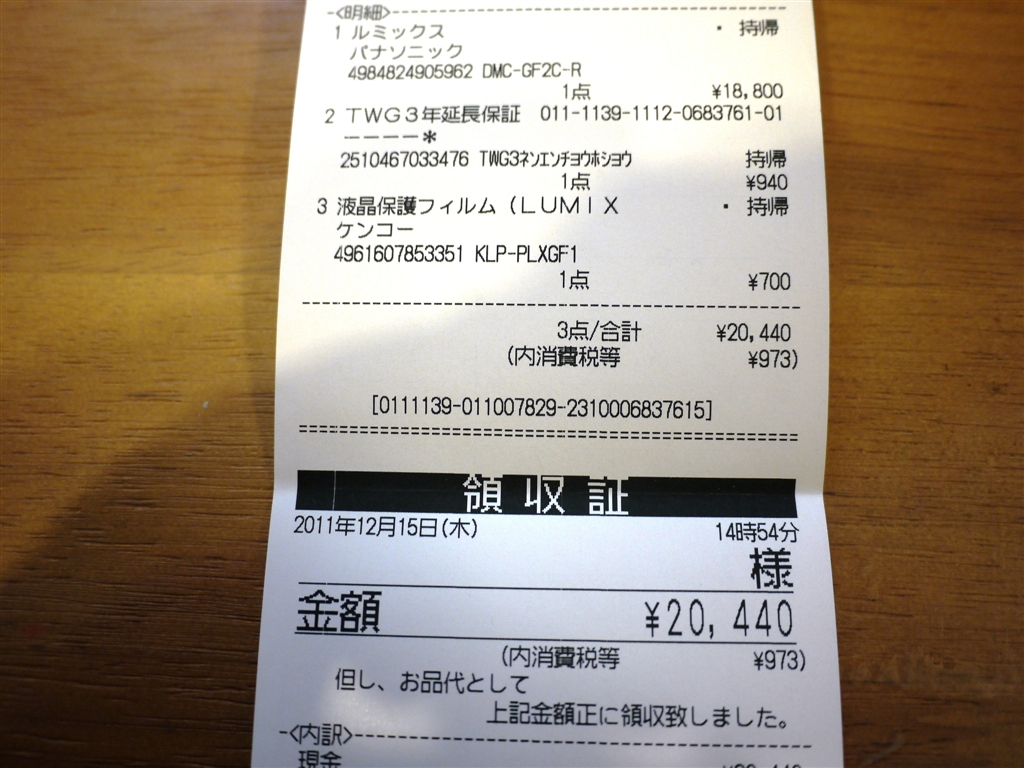 -<明細>--------------------------------
1 ルミックス ・ 持帰
パナソニック
4984824905962 DMC-GF2C-R
1点 ¥18,800
2 TWG3年延長保証 011-1139-1112-0683761-01
ーーーー*
2510467033476 TWG3ネンエンチョウホショウ 持帰
1点 ¥940
3 液晶保護フィルム(LUMIX ・ 持帰
ケンコー
4961607853351 KLP-PLXGF1
1点 ¥700
3点/合計 ¥20,440
(内消費税等 ¥973)
[0111139-011007829-2310006837615]
領収証
2011年12月15日(木) 14時54分
様
金額 ¥20,440
(内消費税等 ¥973)
但し、お品代として
上記金額正に領収致しました。
-<内訳>--------------------------------
現金